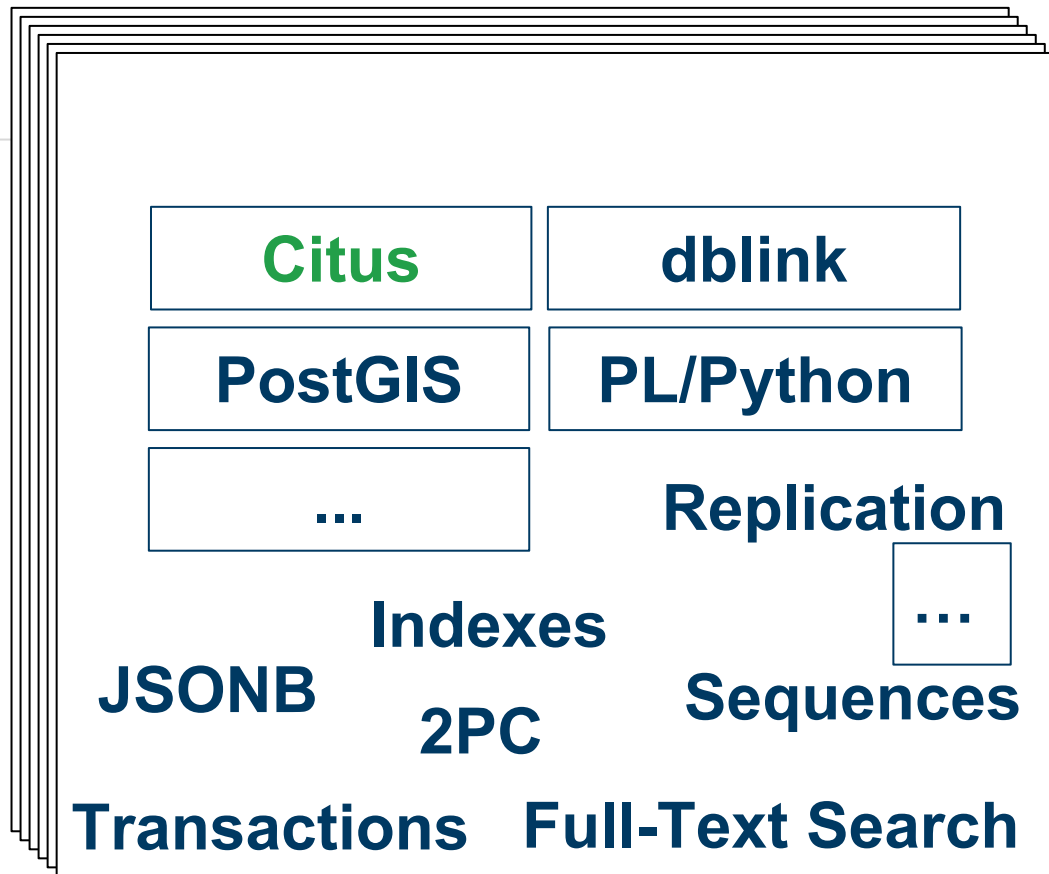 Citus
dblink
PostGIS
PL/Python
...
Replication
...
Indexes
JSONB
Sequences
2PC
Transactions
Full-Text Search